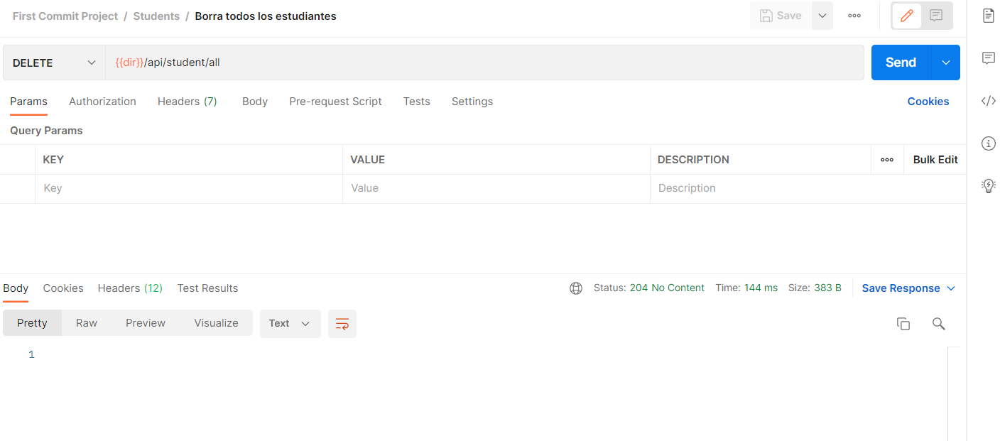 First Commit Project / Students / Borra todos los estudiantes
Save
DELETE
{{dir}}/api/student/all
Send
Params Authorization Headers (7) Body Pre-request Script Tests Settings Cookies
Query Params
KEY VALUE DESCRIPTION Bulk Edit
Key Value Description
Body Cookies Headers (12) Test Results Status: 204 No Content Time: 144 ms Size: 383 B Save Response
Pretty Raw Preview Visualize Text
1